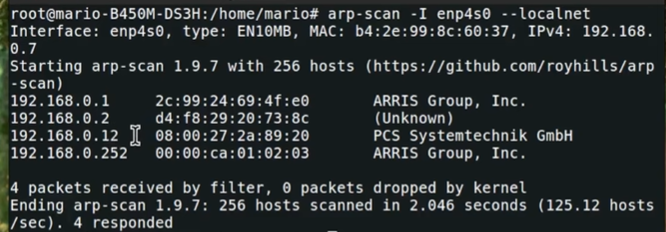 root@mario-B450M-DS3H:/home/mario# arp-scan -I enp4s0 --localnet
Interface: enp4s0, type: EN10MB, MAC: b4:2e:99:8c:60:37, IPv4: 192.168.
0.7
Starting arp-scan 1.9.7 with 256 hosts (https://github.com/royhills/arp
-scan)
192.168.0.1 2c:99:24:69:4f:e0 ARRIS Group, Inc.
192.168.0.2 d4:f8:29:20:73:8c (Unknown)
192.168.0.12 08:00:27:2a:89:20 PCS Systemtechnik GmbH
192.168.0.252 00:00:ca:01:02:03 ARRIS Group, Inc.
4 packets received by filter, 0 packets dropped by kernel
Ending arp-scan 1.9.7: 256 hosts scanned in 2.046 seconds (125.12 hosts
/sec). 4 responded